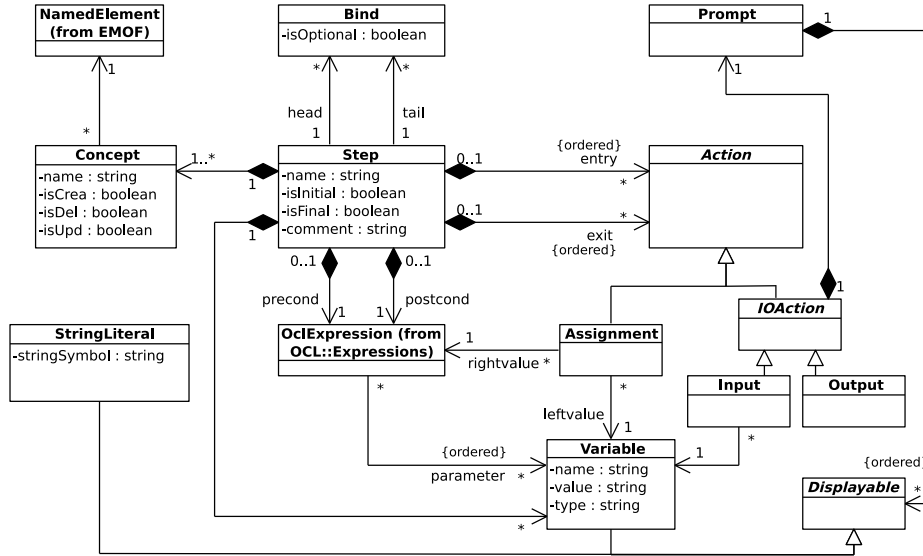 NamedElement
(from EMOF)
1
*
Bind
-isOptional : boolean
*
*
head
tail
1
1
Prompt
1
1
Concept
-name : string
-isCrea : boolean
-isDel : boolean
-isUpd : boolean
1..*
1
Step
-name : string
-isInitial : boolean
-isFinal : boolean
-comment : string
1
0..1
{ordered}
entry
*
0..1
*
exit
{ordered}
Action
0..1
0..1
precond
postcond
1
1
1
IOAction
StringLiteral
-stringSymbol : string
OclExpression (from
OCL::Expressions)
1
rightvalue
*
Assignment
Input
Output
*
*
*
leftvalue
1
1
{ordered}
parameter
*
*
Variable
-name : string
-value : string
-type : string
{ordered}
*
Displayable